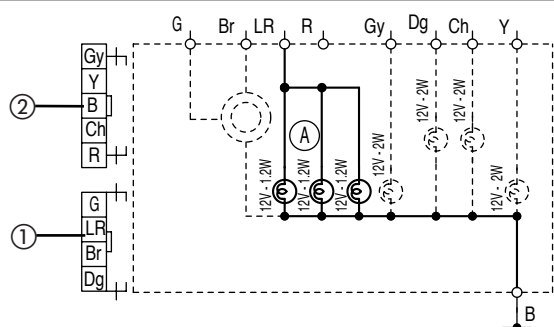 G Br LR R Gy Dg Ch Y
Gy
Y
B
Ch
R
2
G
LR
Br
Dg
1
A
12V - 1.2W
12V - 1.2W
12V - 1.2W
12V - 2W
12V - 2W
12V - 2W
12V - 2W
B